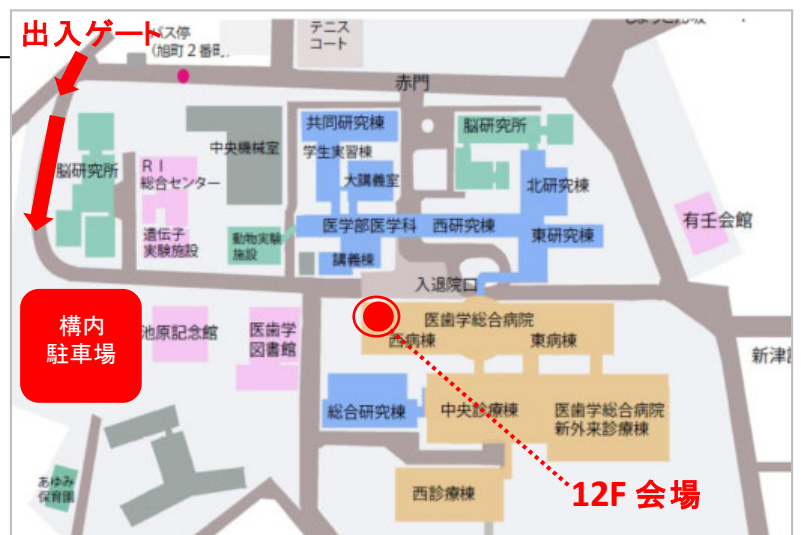 出入ゲート
バス停
(旭町２番町
テニス
コート
赤門
共同研究棟
脳研究所
中央機械室
学生実習棟
脳研究所
ＲＩ
総合センター
大講義室
北研究棟
有壬会館
遺伝子
実験施設
動物実験
施設
医学部医学科
西研究棟
東研究棟
講義棟
入退院口
構内
駐車場
池原記念館
医歯学
図書館
医歯学総合病院
西病棟
東病棟
総合研究棟
中央診療棟
医歯学総合病院
新外来診療棟
あゆみ
保育園
西診療棟
12F 会場